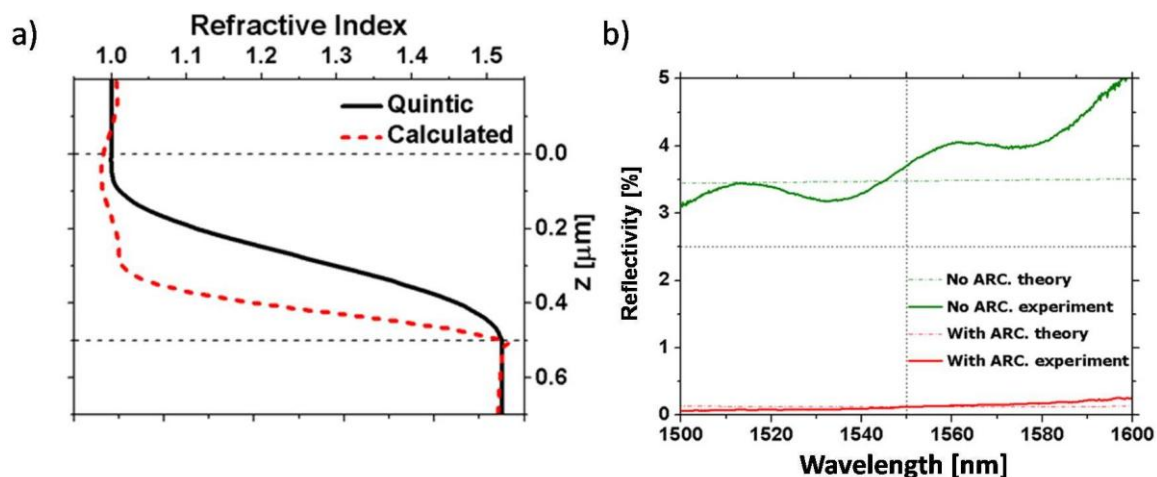 a)
Refractive Index
1.0 1.1 1.2 1.3 1.4 1.5
Quintic
Calculated
0.0
0.2
0.4
0.6
z [μm]
b)
5
4
3
2
1
0
Reflectivity [%]
No ARC. theory
No ARC. experiment
With ARC. theory
With ARC. experiment
1500 1520 1540 1560 1580 1600
Wavelength [nm]